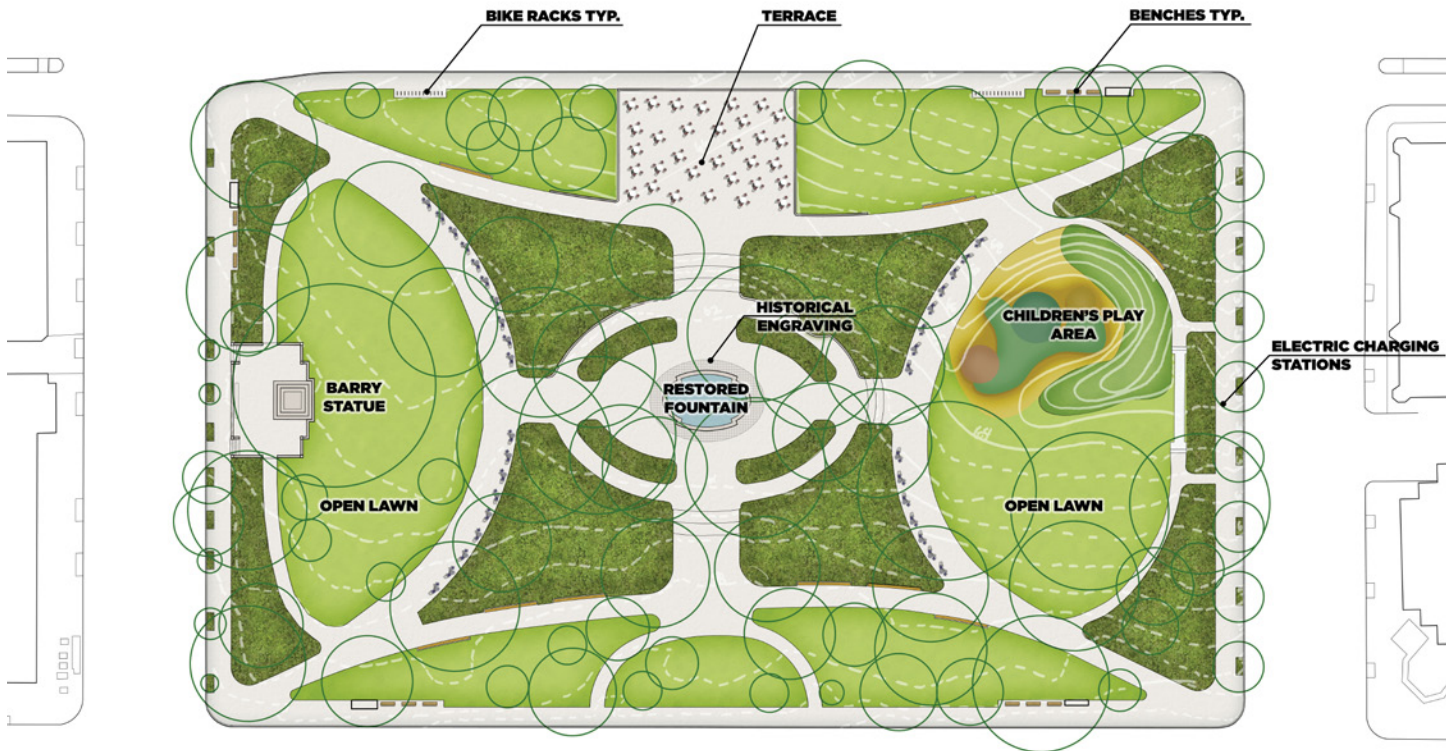 BIKE RACKS TYP.
TERRACE
BENCHES TYP.
HISTORICAL
ENGRAVING
CHILDREN'S PLAY
AREA
ELECTRIC CHARGING
STATIONS
BARRY
STATUE
RESTORED
FOUNTAIN
OPEN LAWN
OPEN LAWN
64